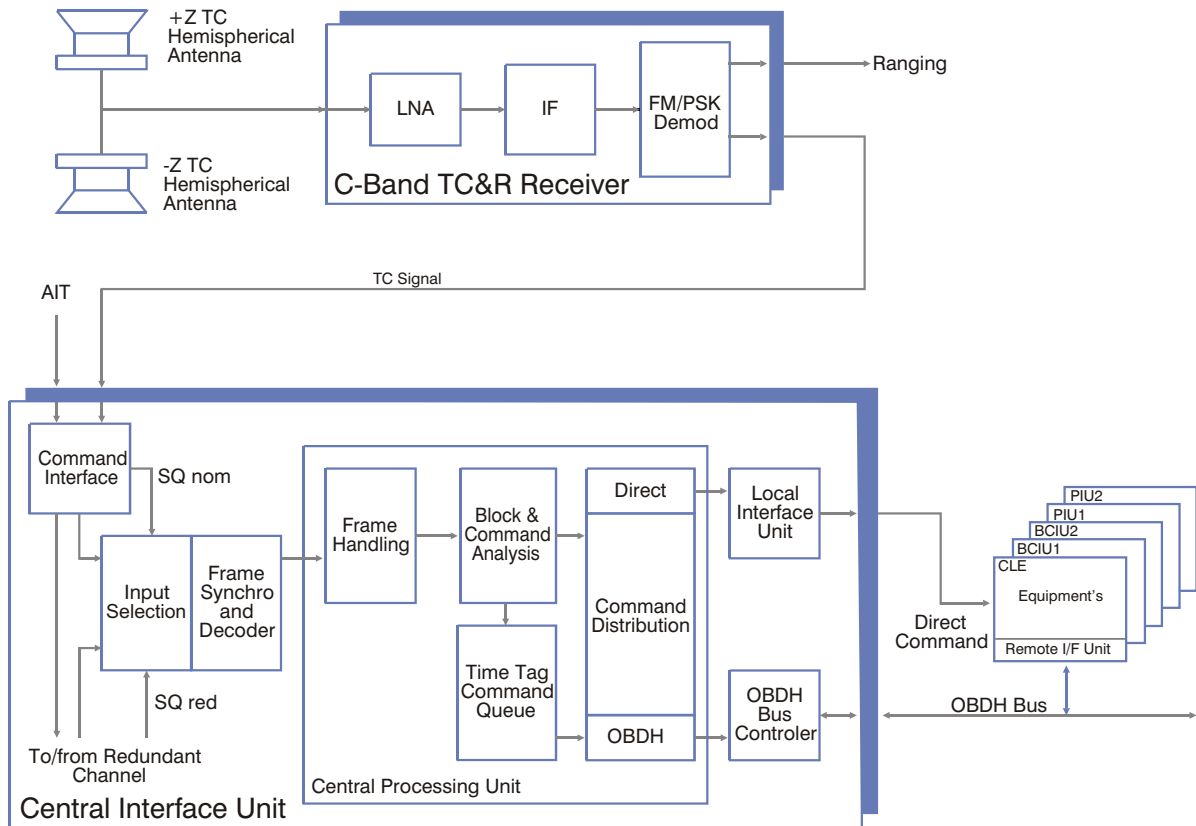 +Z TC
Hemispherical
Antenna
-Z TC
Hemispherical
Antenna
LNA
IF
FM/PSK
Demod
C-Band TC&R Receiver
Ranging
TC Signal
AIT
Command
Interface
SQ nom
Input
Selection
Frame
Synchro
and
Decoder
SQ red
To/from Redundant
Channel
Frame
Handling
Block &
Command
Analysis
Time Tag
Command
Queue
Direct
Command
Distribution
OBDH
Central Processing Unit
Central Interface Unit
Local
Interface
Unit
OBDH
Bus
Controler
PIU2
PIU1
BCIU2
BCIU1
CLE
Equipment's
Remote I/F Unit
Direct
Command
OBDH Bus